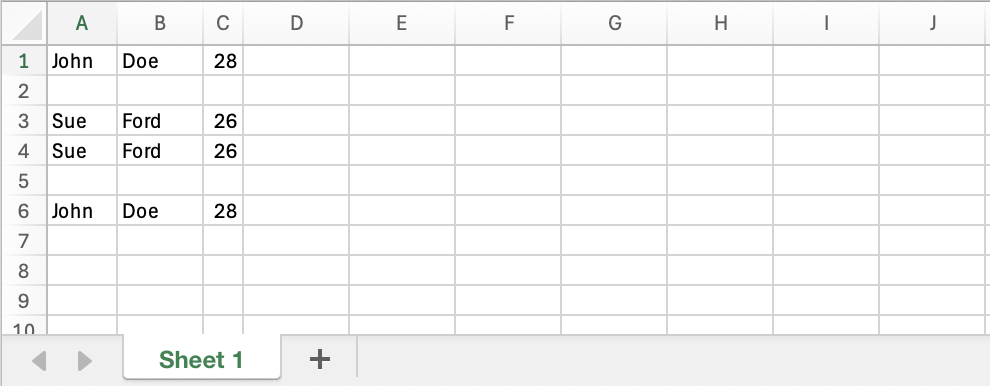 A B C D E F G H I J
1 John Doe 28
2
3 Sue Ford 26
4 Sue Ford 26
5
6 John Doe 28
7
8
9
10
Sheet 1 +